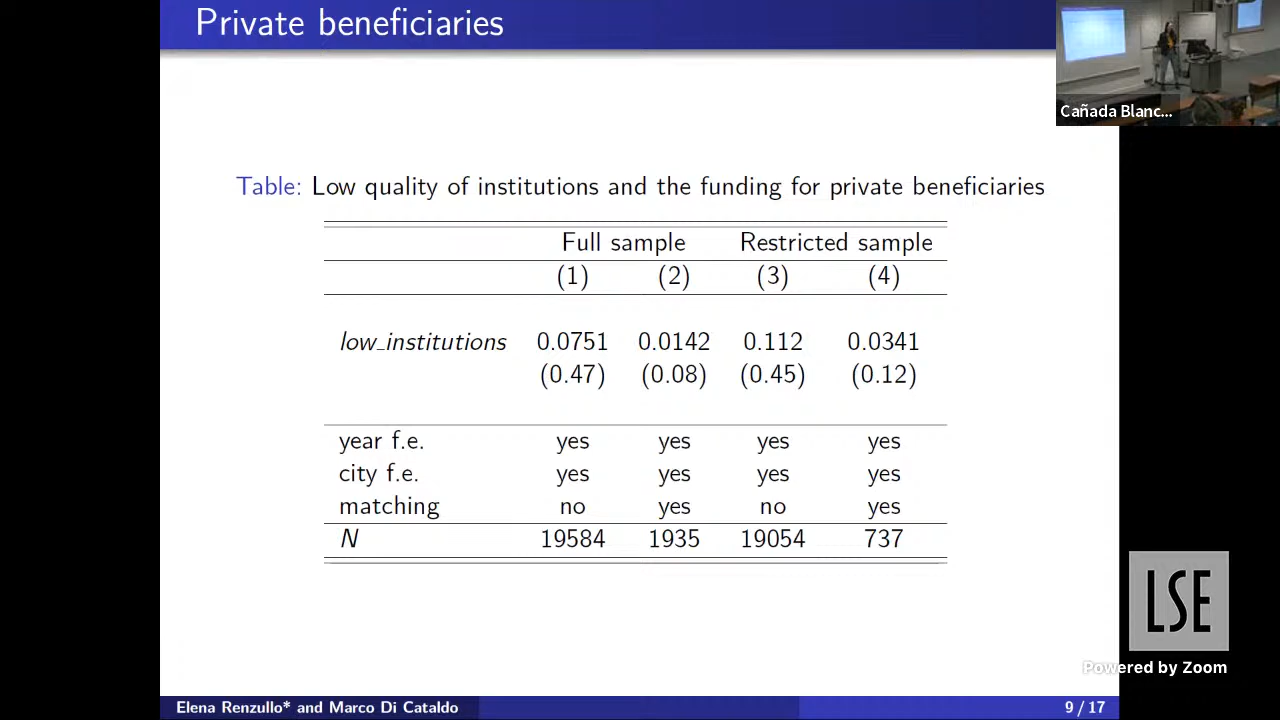 Private beneficiaries
Cañada Blanc...
Table: Low quality of institutions and the funding for private beneficiaries
Full sample Restricted sample
(1) (2) (3) (4)
low_institutions 0.0751 0.0142 0.112 0.0341
(0.47) (0.08) (0.45) (0.12)
year f.e. yes yes yes yes
city f.e. yes yes yes yes
matching no yes no yes
N 19584 1935 19054 737
LSE
Powered by Zoom
Elena Renzullo* and Marco Di Cataldo 9 / 17